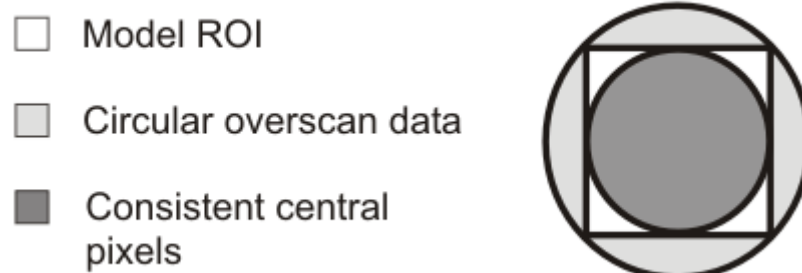 Model ROI
Circular overscan data
Consistent central
pixels